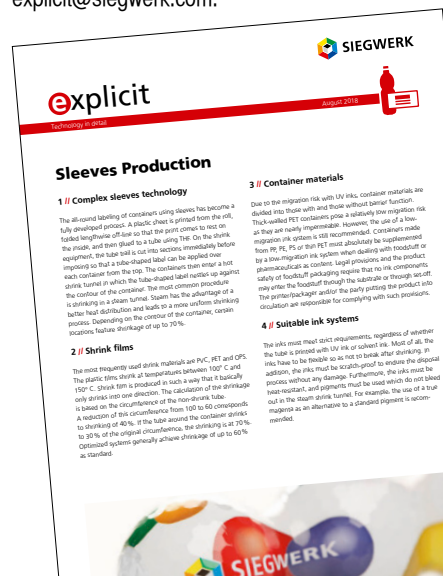 explicit@siegwerk.com.
SIEGWERK
explicit
August 2018
Technology in detail
Sleeves Production
1 // Complex sleeves technology
The all-round labeling of containers using sleeves has become a
fully developed process. A plastic sheet is printed from the roll,
folded lengthwise off-line so that the print comes to rest on
the inside, and then glued to a tube using THF. On the shrink
equipment, the tube trail is cut into sections immediately before
imposing so that a tube-shaped label can be applied over
each container from the top. The containers then enter a hot
shrink tunnel in which the tube-shaped label nestles up against
the contour of the container. The most common procedure
is shrinking in a steam tunnel. Steam has the advantage of a
better heat distribution and leads to a more uniform shrinking
process. Depending on the contour of the container, certain
locations feature shrinkage of up to 70 %.
2 // Shrink films
The most frequently used shrink materials are PVC, PET and OPS.
The plastic films shrink at temperatures between 100° C and
150° C. Shrink film is produced in such a way that it basically
only shrinks into one direction. The calculation of the shrinkage
is based on the circumference of the non-shrunk tube.
A reduction of this circumference from 100 to 60 corresponds
to shrinking of 40 %. If the tube around the container shrinks
to 30 % of the original circumference, the shrinking is at 70 %.
Optimized systems generally achieve shrinkage of up to 60 %
as standard.
3 // Container materials
Due to the migration risk with UV inks, container materials are
divided into those with and those without barrier function.
Thick-walled PET containers pose a relatively low migration risk
as they are nearly impermeable. However, the use of a low-
migration ink system is still recommended. Containers made
from PP, PE, PS or thin PET must absolutely be supplemented
by a low-migration ink system when dealing with foodstuff or
pharmaceuticals as content. Legal provisions and the product
safety of foodstuff packaging require that no ink components
may enter the foodstuff through the substrate or through set-off.
The printer/packager and/or the party putting the product into
circulation are responsible for complying with such provisions.
4 // Suitable ink systems
The inks must meet strict requirements, regardless of whether
the tube is printed with UV ink or solvent ink. Most of all, the
inks have to be flexible so as not to break after shrinking. In
addition, the inks must be scratch-proof to endure the disposal
process without any damage. Furthermore, the inks must be
heat-resistant, and pigments must be used which do not bleed
out in the steam shrink tunnel. For example, the use of a true
magenta as an alternative to a standard pigment is recom-
mended.
SIEGWERK